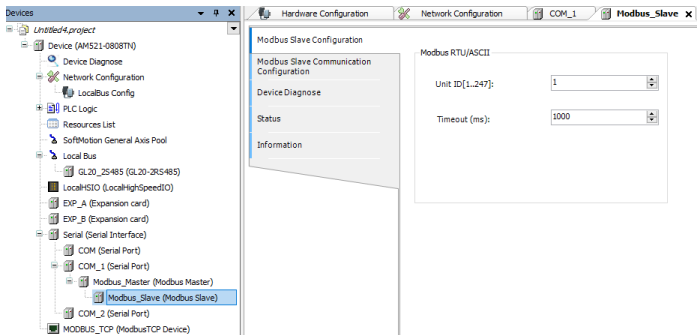 Devices
Untitled4.project
Device (AM521-0808TN)
Device Diagnose
Network Configuration
LocalBus Config
PLC Logic
Resources List
SoftMotion General Axis Pool
Local Bus
GL20_2S485 (GL20-2RS485)
LocalHSIO (LocalHighSpeedIO)
EXP_A (Expansion card)
EXP_B (Expansion card)
Serial (Serial Interface)
COM (Serial Port)
COM_1 (Serial Port)
Modbus_Master (Modbus Master)
Modbus_Slave (Modbus Slave)
COM_2 (Serial Port)
MODBUS_TCP (ModbusTCP Device)
Hardware Configuration
Network Configuration
COM_1
Modbus_Slave
Modbus Slave Configuration
Modbus Slave Communication
Configuration
Device Diagnose
Status
Information
Modbus RTU/ASCII
Unit ID[1..247]: 1
Timeout (ms): 1000